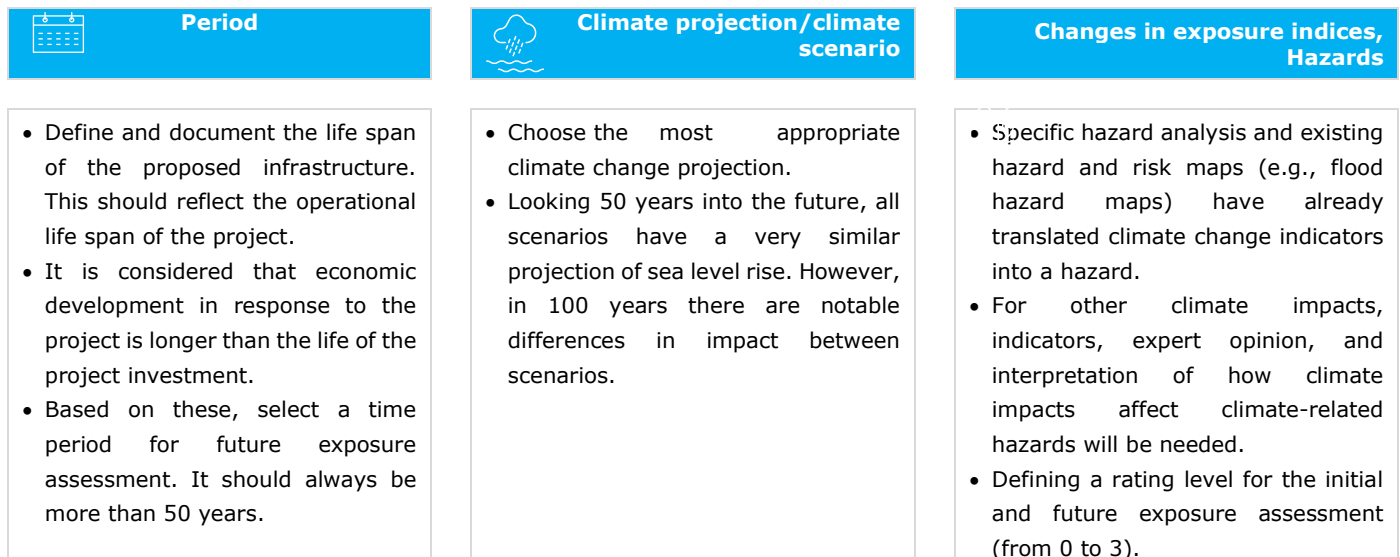 Period
• Define and document the life span
of the proposed infrastructure.
This should reflect the operational
life span of the project.
• It is considered that economic
development in response to the
project is longer than the life of the
project investment.
• Based on these, select a time
period for future exposure
assessment. It should always be
more than 50 years.
Climate projection/climate
scenario
• Choose the most appropriate
climate change projection.
• Looking 50 years into the future, all
scenarios have a very similar
projection of sea level rise. However,
in 100 years there are notable
differences in impact between
scenarios.
Changes in exposure indices,
Hazards
• Specific hazard analysis and existing
hazard and risk maps (e.g., flood
hazard maps) have already
translated climate change indicators
into a hazard.
• For other climate impacts,
indicators, expert opinion, and
interpretation of how climate
impacts affect climate-related
hazards will be needed.
• Defining a rating level for the initial
and future exposure assessment
(from 0 to 3).